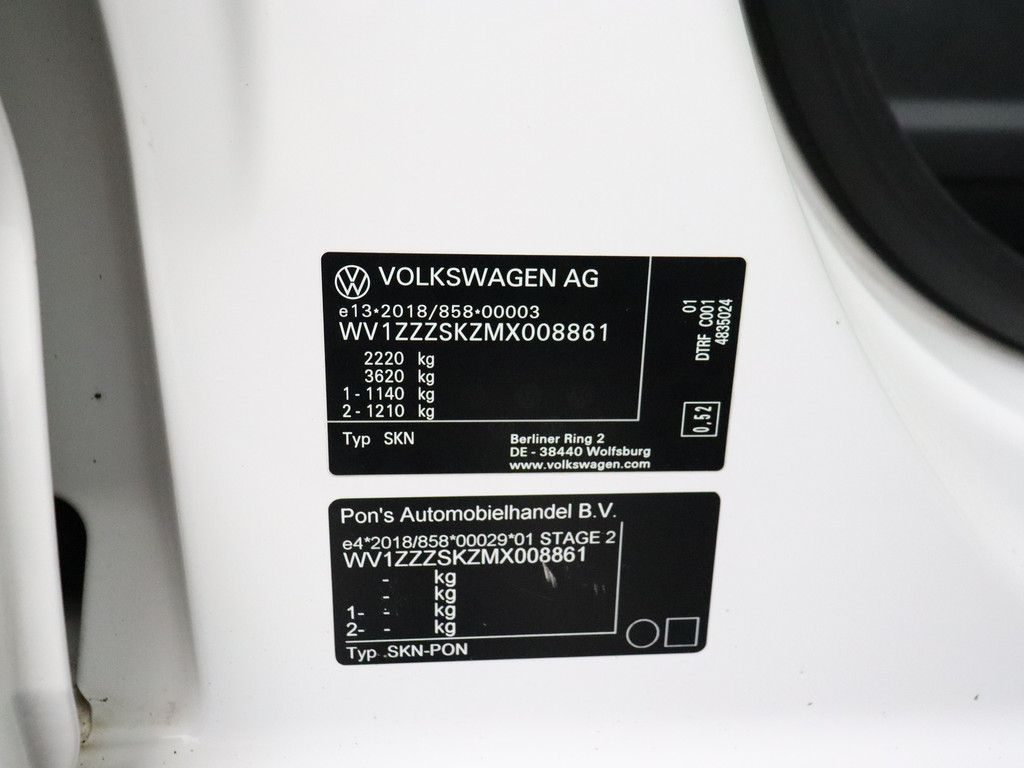 VOLKSWAGEN AG
e13*2018/858*00003
WV1ZZZSKZMX008861
2220 kg
3620 kg
1 - 1140 kg
2 - 1210 kg
Typ SKN
Berliner Ring 2
DE - 38440 Wolfsburg
www.volkswagen.com
01
DTRF C001
4835024
0,52
Pon's Automobielhandel B.V.
e4*2018/858*00029*01 STAGE 2
WV1ZZZSKZMX008861
- kg
- kg
1- - kg
2- - kg
Typ SKN-PON